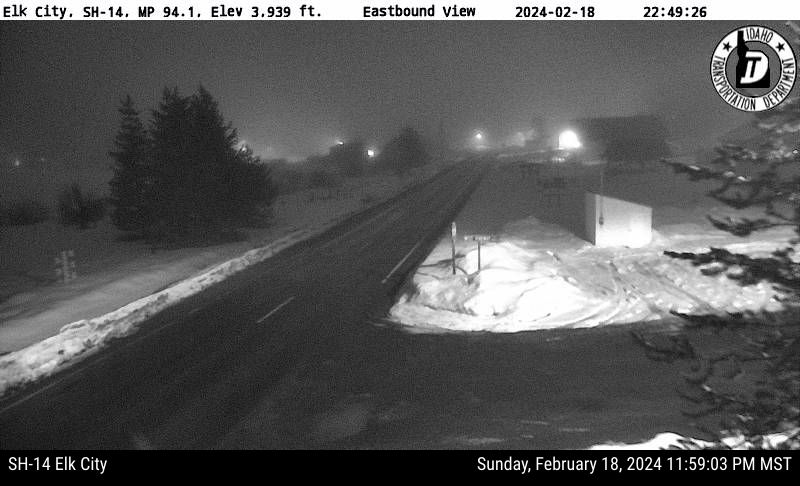 Elk City, SH-14, MP 94.1, Elev 3,939 ft. Eastbound View 2024-02-18 22:49:26
IDAHO
TRANSPORTATION DEPARTMENT
SH-14 Elk City
Sunday, February 18, 2024 11:59:03 PM MST